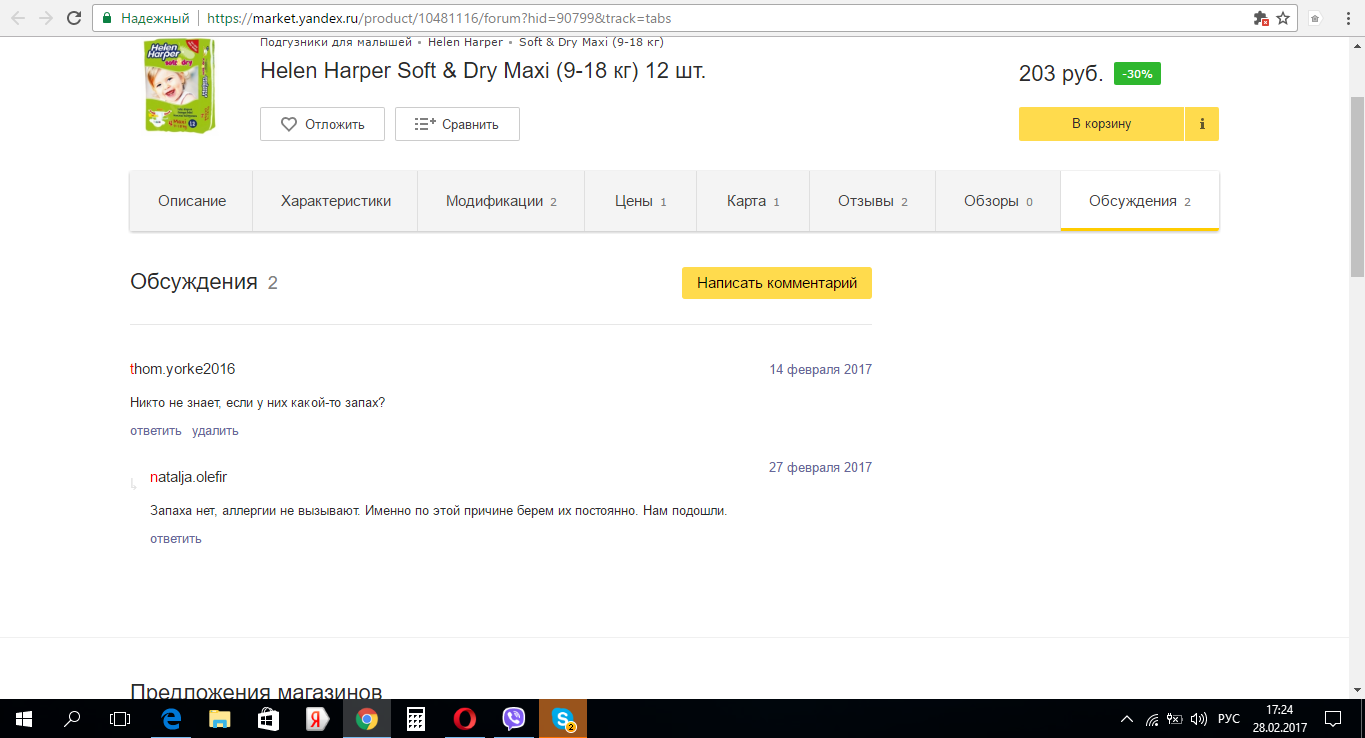 Надежный https://market.yandex.ru/product/10481116/forum?hid=90799&track=tabs
Подгузники для малышей • Helen Harper • Soft & Dry Maxi (9-18 кг)
Helen Harper
soft & dry
Helen Harper Soft & Dry Maxi (9-18 кг) 12 шт.
203 руб. -30%
Отложить Сравнить
В корзину i
Описание Характеристики Модификации 2 Цены 1 Карта 1 Отзывы 2 Обзоры 0 Обсуждения 2
Обсуждения 2
Написать комментарий
thom.yorke2016 14 февраля 2017
Никто не знает, если у них какой-то запах?
ответить удалить
natalja.olefir 27 февраля 2017
Запаха нет, аллергии не вызывают. Именно по этой причине берем их постоянно. Нам подошли.
ответить
Предложения магазинов
2
РУС
17:24
28.02.2017